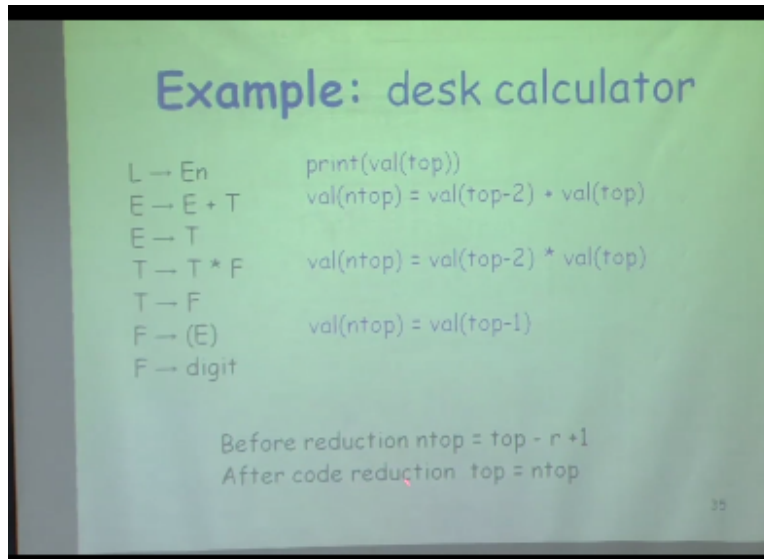 Example: desk calculator
L → En print(val(top))
E → E + T val(ntop) = val(top-2) + val(top)
E → T
T → T * F val(ntop) = val(top-2) * val(top)
T → F
F → (E) val(ntop) = val(top-1)
F → digit
Before reduction ntop = top - r +1
After code reduction top = ntop
35